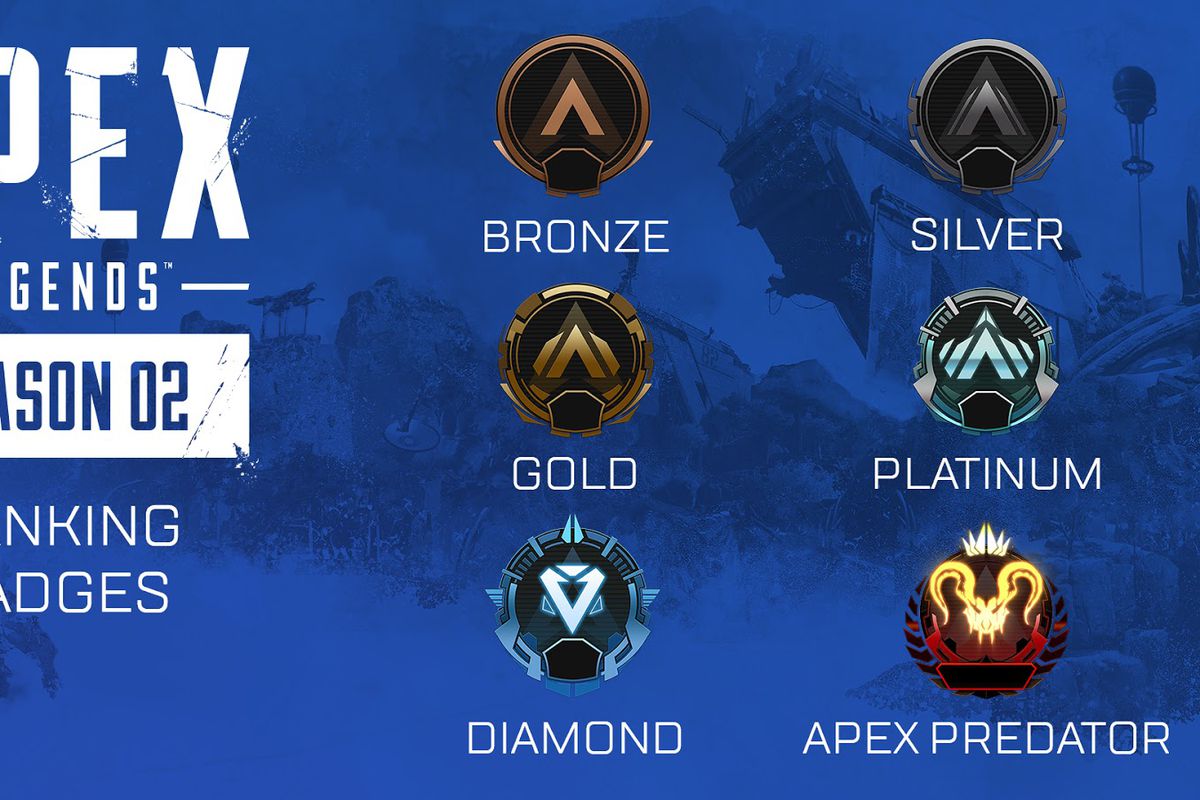 PEX
GENDS™
ASON 02
NKING
ADGES
BRONZE
SILVER
GOLD
PLATINUM
DIAMOND
APEX PREDATOR